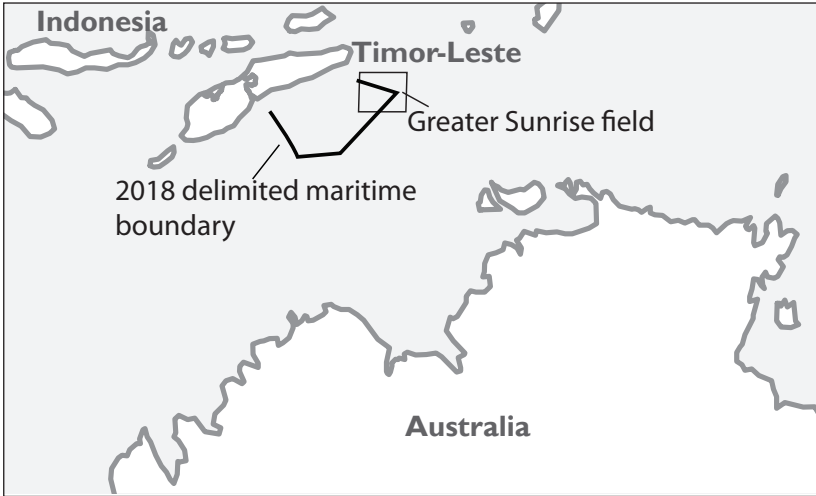 Indonesia
Timor-Leste
Greater Sunrise field
2018 delimited maritime
boundary
Australia